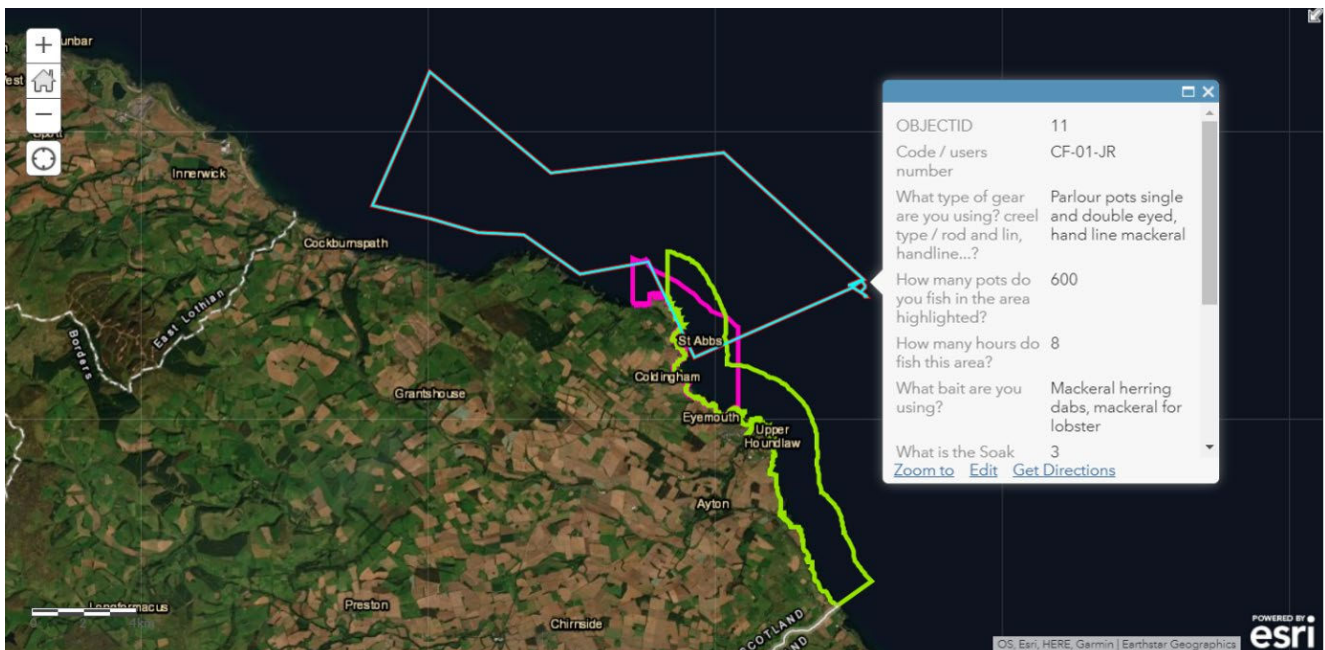 unbar
Innerwick
Cockburnspath
East Lothian
Borders
St Abbs
Coldingham
Grantshouse
Eyemouth
Upper
Houndlaw
Ayton
Longformacus
Preston
Chirnside
SCOTLAND
0 2 4km
OBJECTID 11
Code / users CF-01-JR
number
What type of gear Parlour pots single
are you using? creel and double eyed,
type / rod and lin, hand line mackeral
handline...?
How many pots do 600
you fish in the area
highlighted?
How many hours do 8
fish this area?
What bait are you Mackeral herring
using? dabs, mackeral for
lobster
What is the Soak 3
Zoom to Edit Get Directions
POWERED BY
esri
OS, Esri, HERE, Garmin | Earthstar Geographics